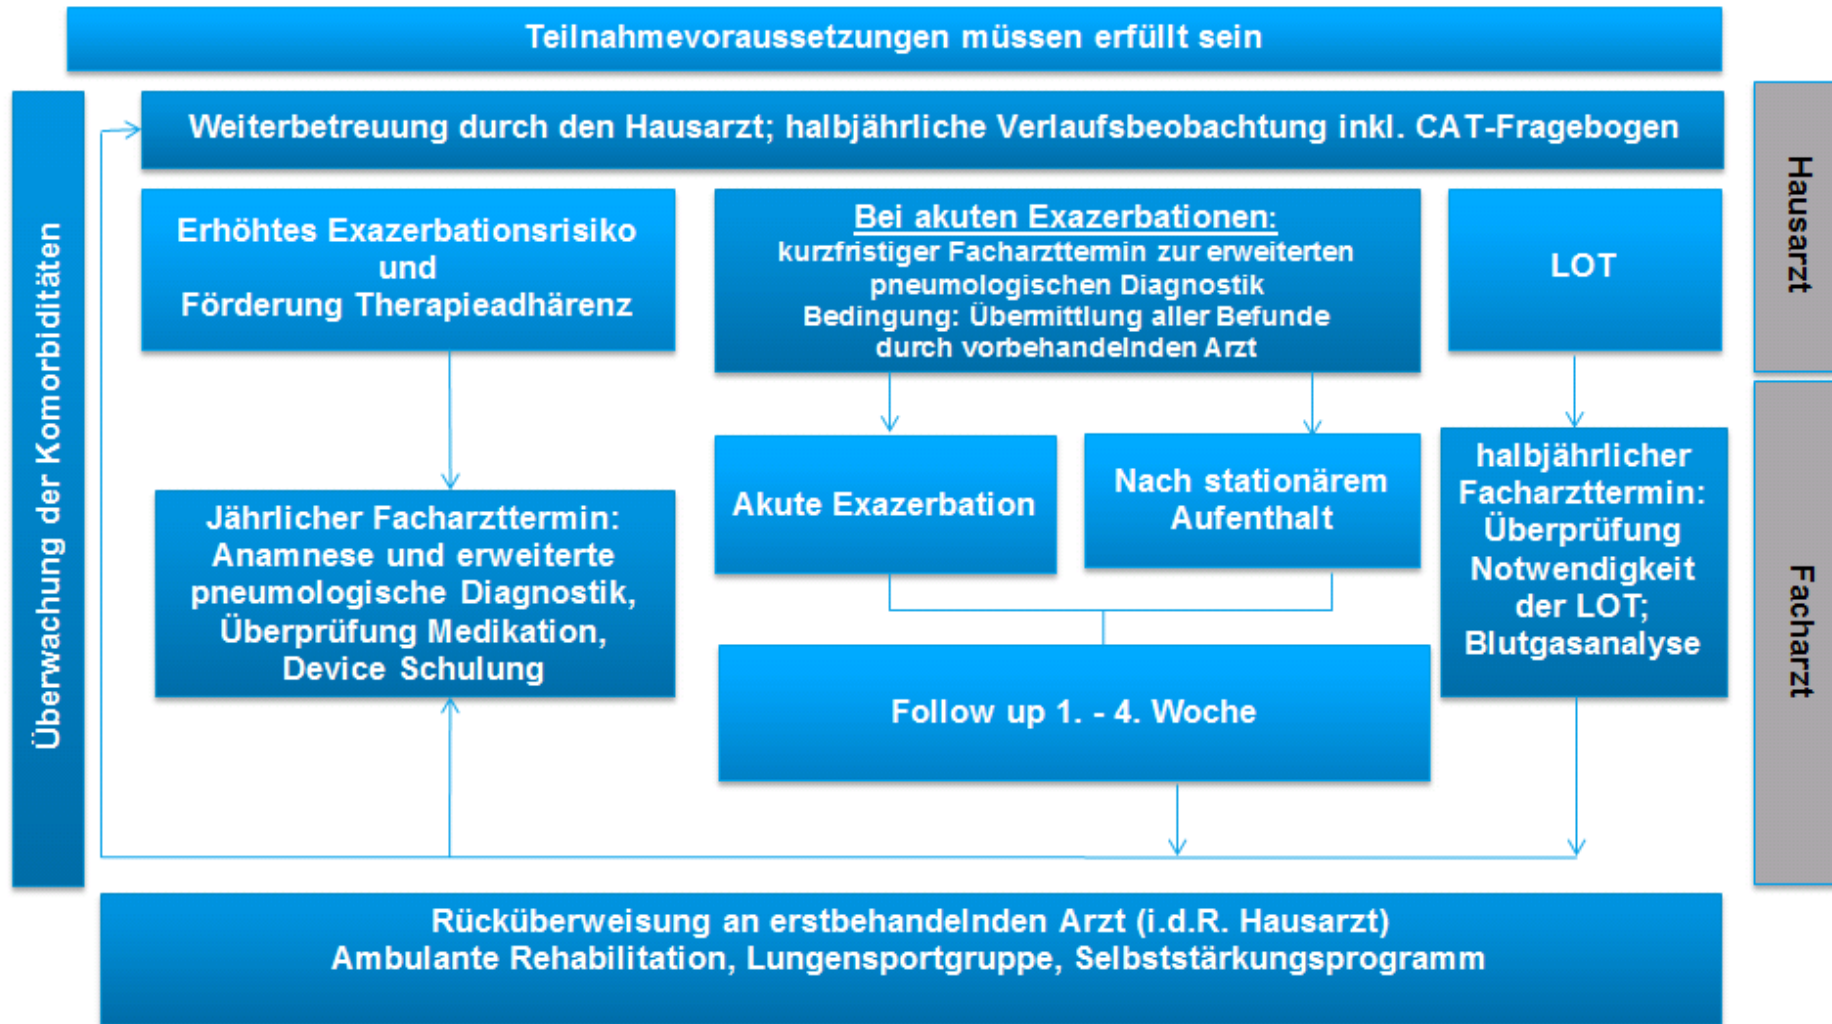 Teilnahmevoraussetzungen müssen erfüllt sein
Überwachung der Komorbiditäten
Weiterbetreuung durch den Hausarzt; halbjährliche Verlaufsbeobachtung inkl. CAT-Fragebogen
Hausarzt
Erhöhtes Exazerbationsrisiko
und
Förderung Therapieadhärenz
Bei akuten Exazerbationen:
kurzfristiger Facharzttermin zur erweiterten
pneumologischen Diagnostik
Bedingung: Übermittlung aller Befunde
durch vorbehandelnden Arzt
LOT
Facharzt
Jährlicher Facharzttermin:
Anamnese und erweiterte
pneumologische Diagnostik,
Überprüfung Medikation,
Device Schulung
Akute Exazerbation
Nach stationärem
Aufenthalt
halbjährlicher
Facharzttermin:
Überprüfung
Notwendigkeit
der LOT;
Blutgasanalyse
Follow up 1. - 4. Woche
Rücküberweisung an erstbehandelnden Arzt (i.d.R. Hausarzt)
Ambulante Rehabilitation, Lungensportgruppe, Selbststärkungsprogramm